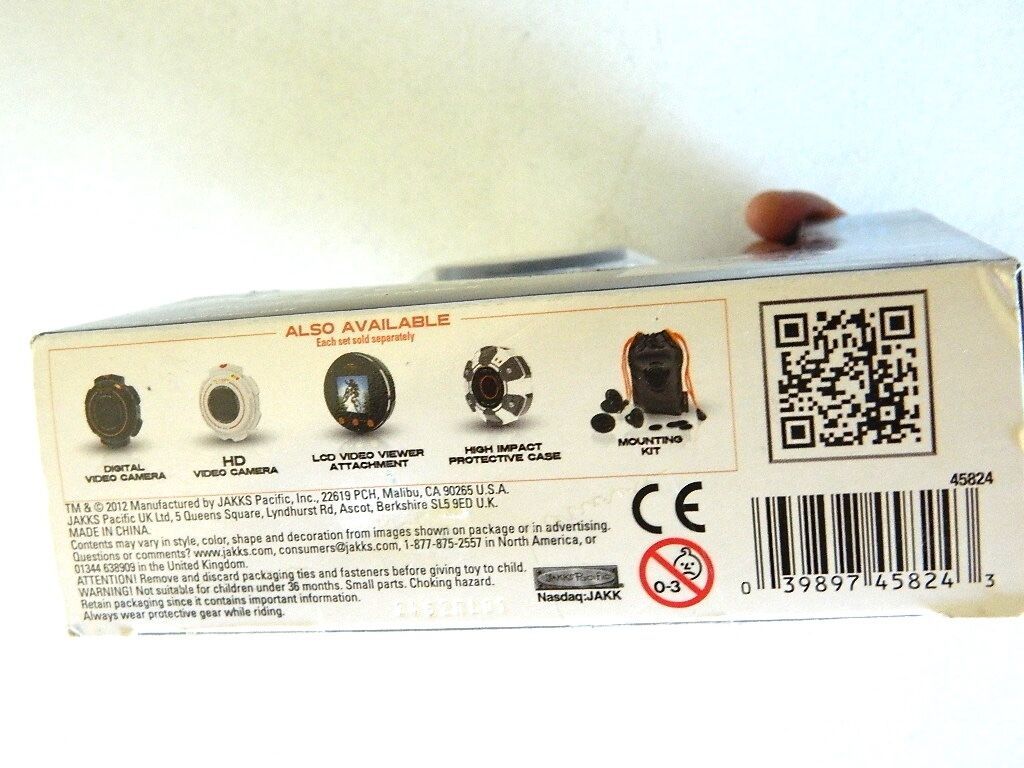 ALSO AVAILABLE
Each set sold separately
DIGITAL
VIDEO CAMERA
HD
VIDEO CAMERA
LCD VIDEO VIEWER
ATTACHMENT
HIGH IMPACT
PROTECTIVE CASE
MOUNTING
KIT
TM & © 2012 Manufactured by JAKKS Pacific, Inc., 22619 PCH, Malibu, CA 90265 U.S.A.
JAKKS Pacific UK Ltd, 5 Queens Square, Lyndhurst Rd, Ascot, Berkshire SL5 9ED U.K.
MADE IN CHINA.
Contents may vary in style, color, shape and decoration from images shown on package or in advertising.
Questions or comments? www.jakks.com, consumers@jakks.com, 1-877-875-2557 in North America, or
01344 638909 in the United Kingdom.
ATTENTION! Remove and discard packaging ties and fasteners before giving toy to child.
WARNING! Not suitable for children under 36 months. Small parts. Choking hazard.
Retain packaging since it contains important information.
Always wear protective gear while riding.
CE
0-3
JAKKS Pacific
Nasdaq:JAKK
45824
0 39897 45824 3